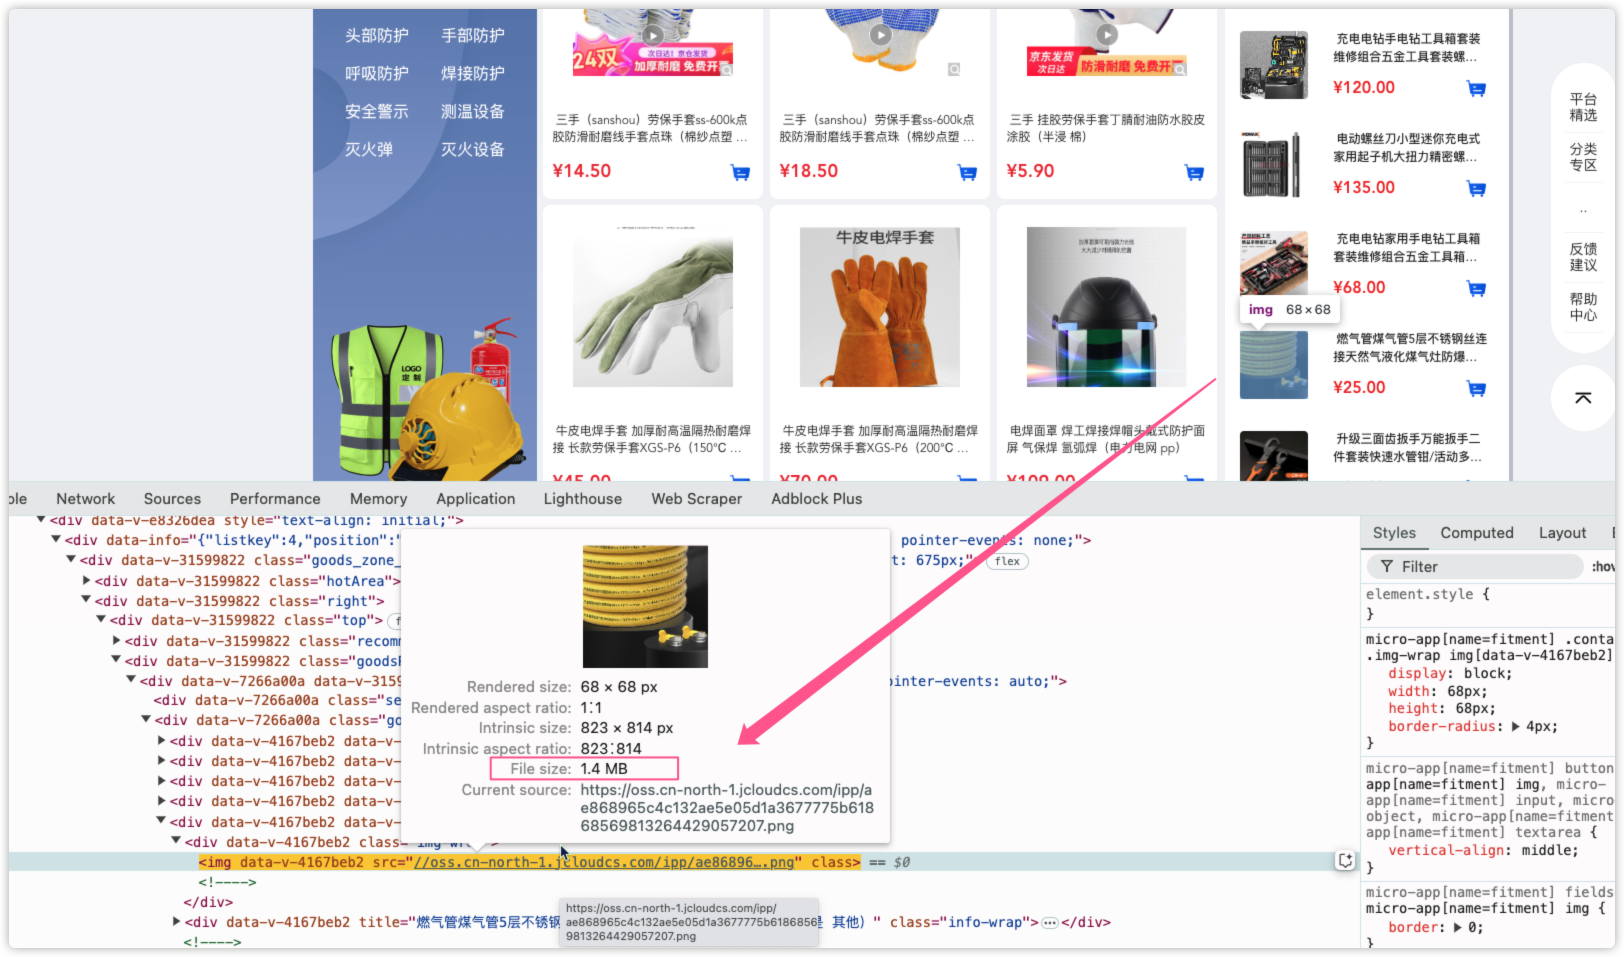 头部防护 手部防护
呼吸防护 焊接防护
安全警示 测温设备
灭火弹 灭火设备
LOGO
定制
24双
次日达！京仓发货
加厚耐磨 免费开
京东发货
次日达
防滑耐磨 免费开
三手（sanshou）劳保手套ss-600k点
胶防滑耐磨线手套点珠（棉纱点塑 ...
¥14.50
三手（sanshou）劳保手套ss-600k点
胶防滑耐磨线手套点珠（棉纱点塑 ...
¥18.50
三手 挂胶劳保手套丁腈耐油防水胶皮
涂胶（半浸 棉）
¥5.90
牛皮电焊手套
牛皮电焊手套 加厚耐高温隔热耐磨焊
接 长款劳保手套XGS-P6（150℃ ...
¥45.00
牛皮电焊手套 加厚耐高温隔热耐磨焊
接 长款劳保手套XGS-P6（200℃ ...
¥70.00
电焊面罩 焊工焊接焊帽头戴式防护面
屏 气保焊 氩弧焊（电力电网 pp）
¥109.00
充电电钻手电钻工具箱套装
维修组合五金工具套装螺...
¥120.00
电动螺丝刀小型迷你充电式
家用起子机大扭力精密螺...
¥135.00
充电电钻家用手电钻工具箱
套装维修组合五金工具箱...
¥68.00
img 68×68
燃气管煤气管5层不锈钢丝连
接天然气液化煤气灶防爆...
¥25.00
升级三面齿扳手万能扳手二
件套装快速水管钳/活动多...
平台
精选
分类
专区
..
反馈
建议
帮助
中心
ole Network Sources Performance Memory Application Lighthouse Web Scraper Adblock Plus
<div data-v-e8326dea style="text-align: initial;">
<div data-info="{"listkey":4,"position":" pointer-events: none;">
<div data-v-31599822 class="goods_zone_ t: 675px;" flex
<div data-v-31599822 class="hotArea">
<div data-v-31599822 class="right">
<div data-v-31599822 class="top"> f
<div data-v-31599822 class="recomm
<div data-v-31599822 class="goods
<div data-v-7266a00a data-v-3159 ointer-events: auto;">
<div data-v-7266a00a class="se
<div data-v-7266a00a class="go
<div data-v-4167beb2 data-v-
<div data-v-4167beb2 data-v-
<div data-v-4167beb2 data-v-
<div data-v-4167beb2 data-v-
<div data-v-4167beb2 data-v-
<div data-v-4167beb2 class="img-wr
<img data-v-4167beb2 src="//oss.cn-north-1.jcloudcs.com/ipp/ae86896….png" class> == $0
<!---->
</div>
<div data-v-4167beb2 title="燃气管煤气管5层不锈钢 是 其他) " class="info-wrap">…</div>
<!---->
Rendered size: 68 × 68 px
Rendered aspect ratio: 1∶1
Intrinsic size: 823 × 814 px
Intrinsic aspect ratio: 823∶814
File size: 1.4 MB
Current source: https://oss.cn-north-1.jcloudcs.com/ipp/a
e868965c4c132ae5e05d1a3677775b618
6856981326442905​7207.png
https://oss.cn-north-1.jcloudcs.com/ipp/
ae868965c4c132ae5e05d1a3677775b6186856
9813264429057207.png
Styles Computed Layout E
Filter :hov
element.style {
}
micro-app[name=fitment] .conta
.img-wrap img[data-v-4167beb2]
display: block;
width: 68px;
height: 68px;
border-radius: 4px;
}
micro-app[name=fitment] button
app[name=fitment] img, micro-
app[name=fitment] input, micro
object, micro-app[name=fitment
app[name=fitment] textarea {
vertical-align: middle;
}
micro-app[name=fitment] fields
micro-app[name=fitment] img {
border: 0;
}